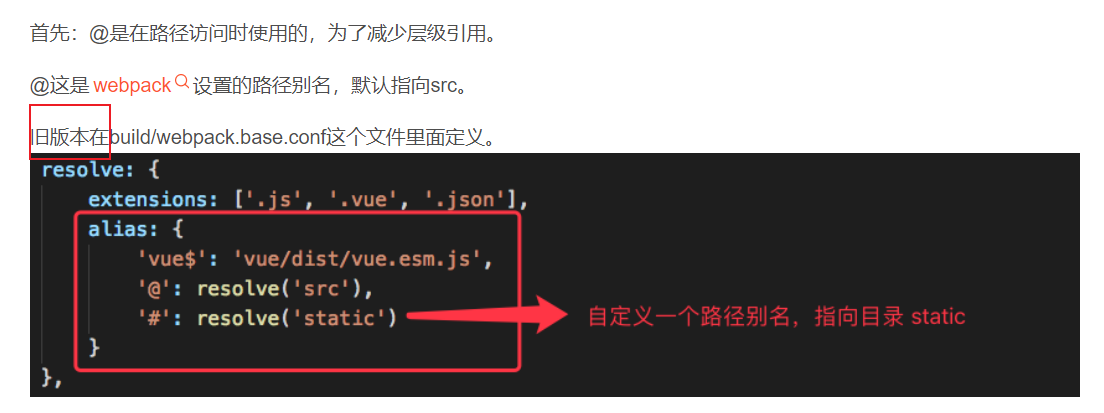 首先：@是在路径访问时使用的，为了减少层级引用。
@这是 webpack 设置的路径别名，默认指向src。
旧版本在build/webpack.base.conf这个文件里面定义。
resolve: {
extensions: ['.js', '.vue', '.json'],
alias: {
'vue$': 'vue/dist/vue.esm.js',
'@': resolve('src'),
'#': resolve('static') 自定义一个路径别名，指向目录 static
}
},